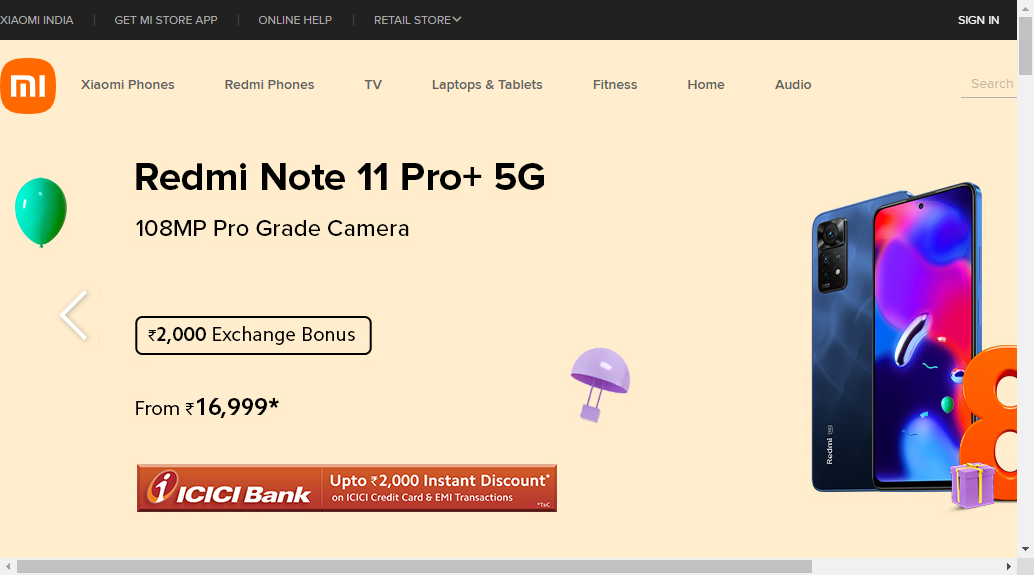 XIAOMI INDIA
GET MI STORE APP
ONLINE HELP
RETAIL STORE
SIGN IN
mi
Xiaomi Phones
Redmi Phones
TV
Laptops & Tablets
Fitness
Home
Audio
Search
Redmi Note 11 Pro+ 5G
108MP Pro Grade Camera
₹2,000 Exchange Bonus
From ₹16,999*
i ICICI Bank
Upto ₹2,000 Instant Discount*
on ICICI Credit Card & EMI Transactions
*T&C
Redmi 5G
8